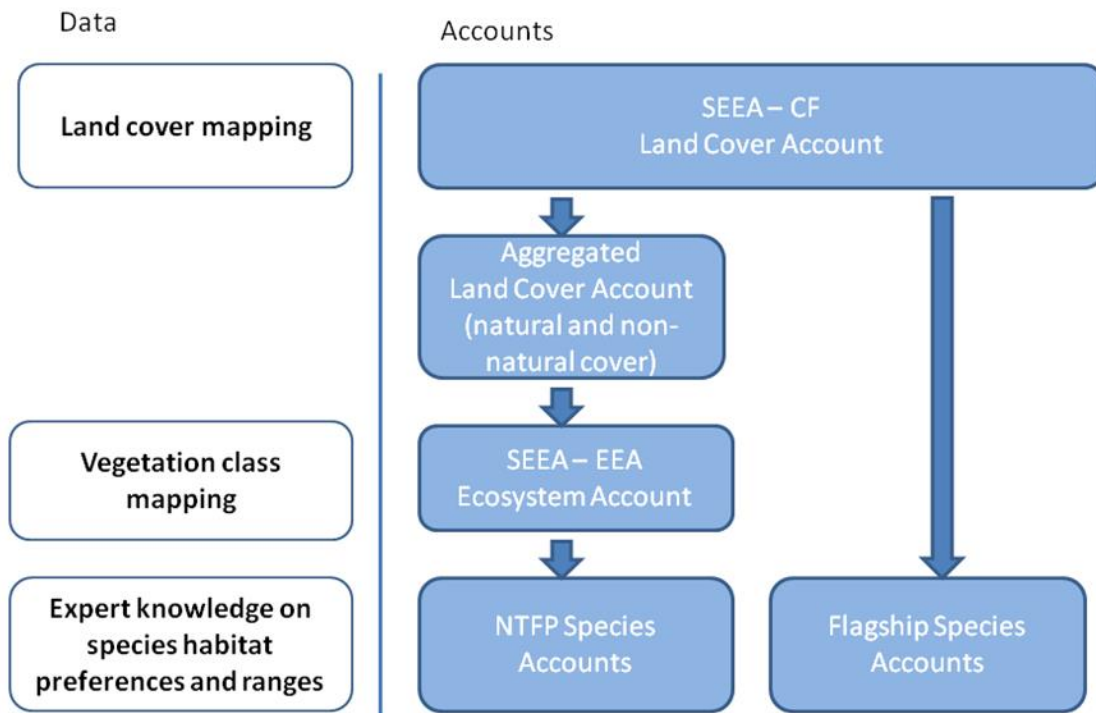 Data
Accounts
Land cover mapping
SEEA – CF
Land Cover Account
Aggregated
Land Cover Account
(natural and non-
natural cover)
Vegetation class
mapping
SEEA – EEA
Ecosystem Account
Expert knowledge on
species habitat
preferences and ranges
NTFP Species
Accounts
Flagship Species
Accounts